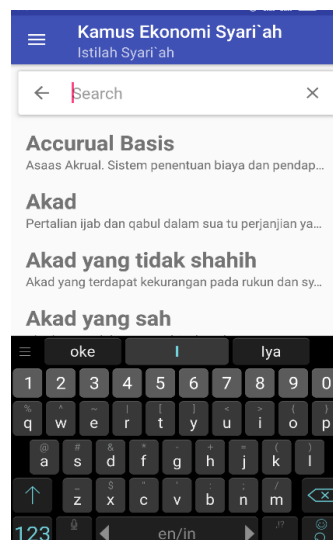 Kamus Ekonomi Syari`ah
Istilah Syari`ah
Search
Accurual Basis
Asaas Akrual. Sistem penentuan biaya dan pendap...
Akad
Pertalian ijab dan qabul dalam sua tu perjanjian ya...
Akad yang tidak shahih
Akad yang terdapat kekurangan pada rukun dan sy...
Akad yang sah
oke I Iya
1 2 3 4 5 6 7 8 9 0
% ^ ~ | [ ] < > { }
q w e r t y u i o p
@ # & * - + = ( )
a s d f g h j k l
_ $ " ' : ; /
z x c v b n m
123 en/in !?